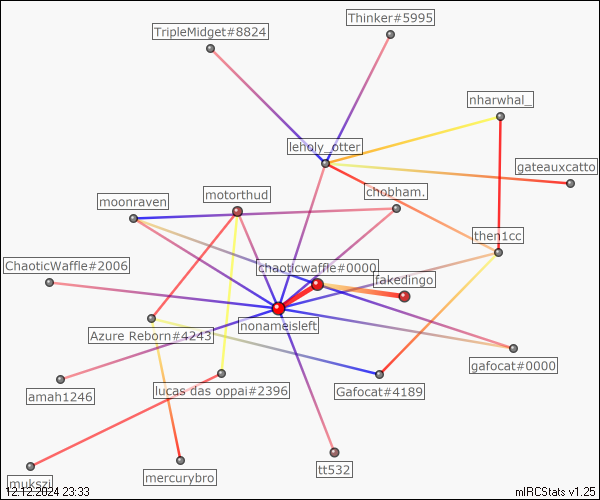 TripleMidget#8824
Thinker#5995
nharwhal_
leholy_otter
gateauxcatto
motorthud
chobham.
moonraven
then1cc
ChaoticWaffle#2006
chaoticwaffle#0000
fakedingo
nonameisleft
Azure Reborn#4243
gafocat#0000
amah1246
lucas das oppai#2396
Gafocat#4189
tt532
mukszi
mercurybro
12.12.2024 23:33
mIRCStats v1.25